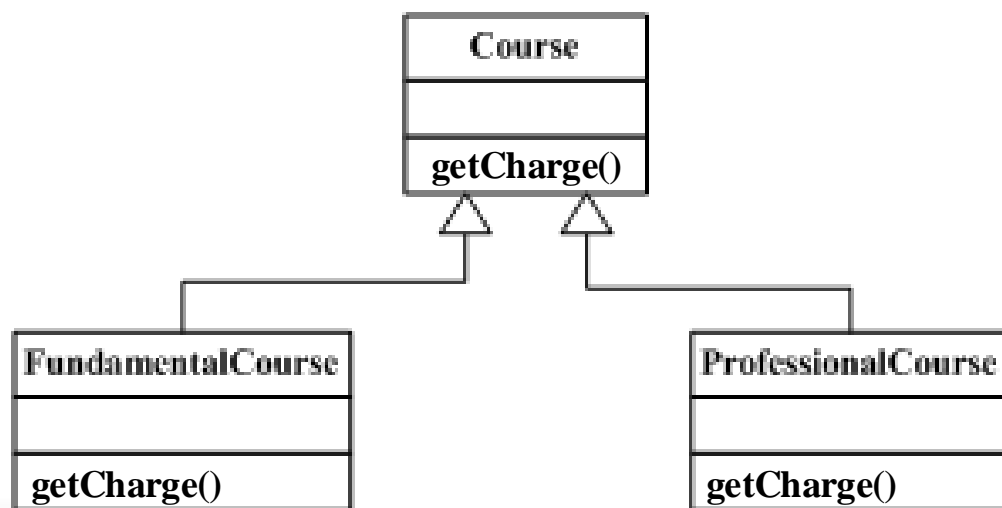 Course
getCharge()
FundamentalCourse
ProfessionalCourse
getCharge()
getCharge()